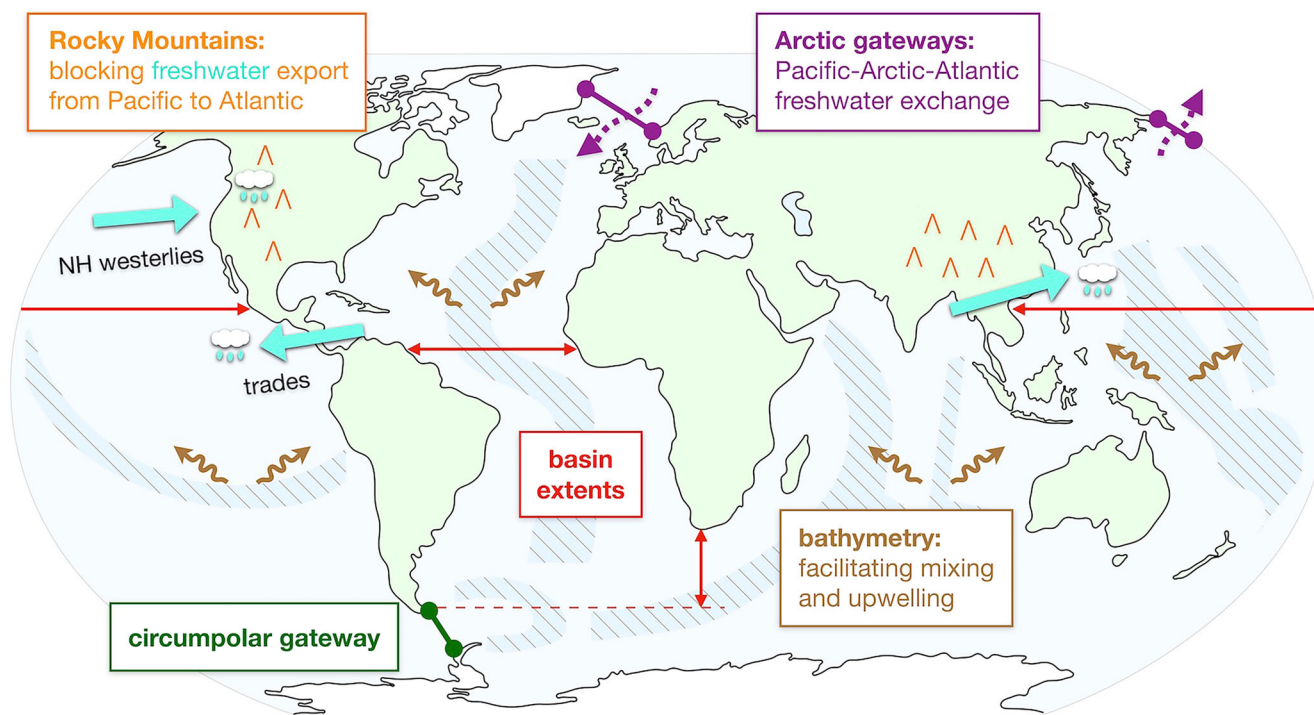 Rocky Mountains:
blocking freshwater export
from Pacific to Atlantic
Arctic gateways:
Pacific-Arctic-Atlantic
freshwater exchange
NH westerlies
trades
basin
extents
bathymetry:
facilitating mixing
and upwelling
circumpolar gateway